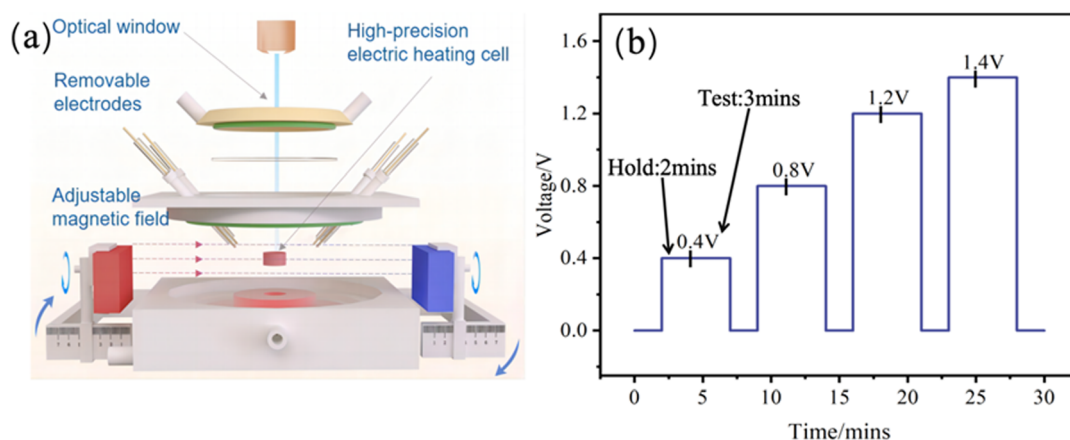 (a)
Optical window
High-precision
electric heating cell
Removable
electrodes
Adjustable
magnetic field
(b)
1.6
1.2
0.8
0.4
0.0
Voltage/V
Hold:2mins
Test:3mins
0.4V
0.8V
1.2V
1.4V
0
5
10
15
20
25
30
Time/mins